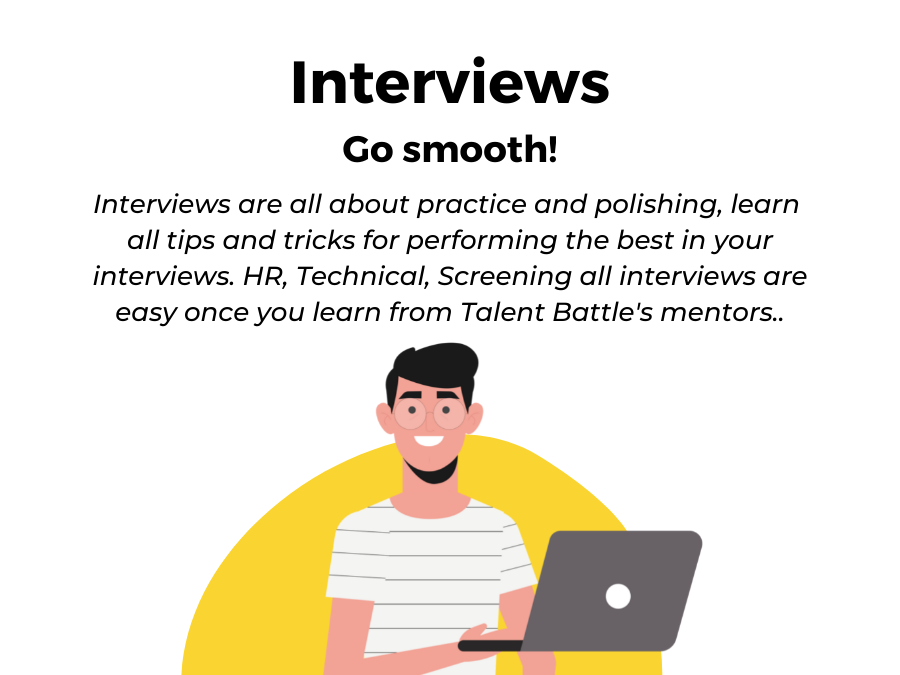 Interviews
Go smooth!
Interviews are all about practice and polishing, learn
all tips and tricks for performing the best in your
interviews. HR, Technical, Screening all interviews are
easy once you learn from Talent Battle's mentors..